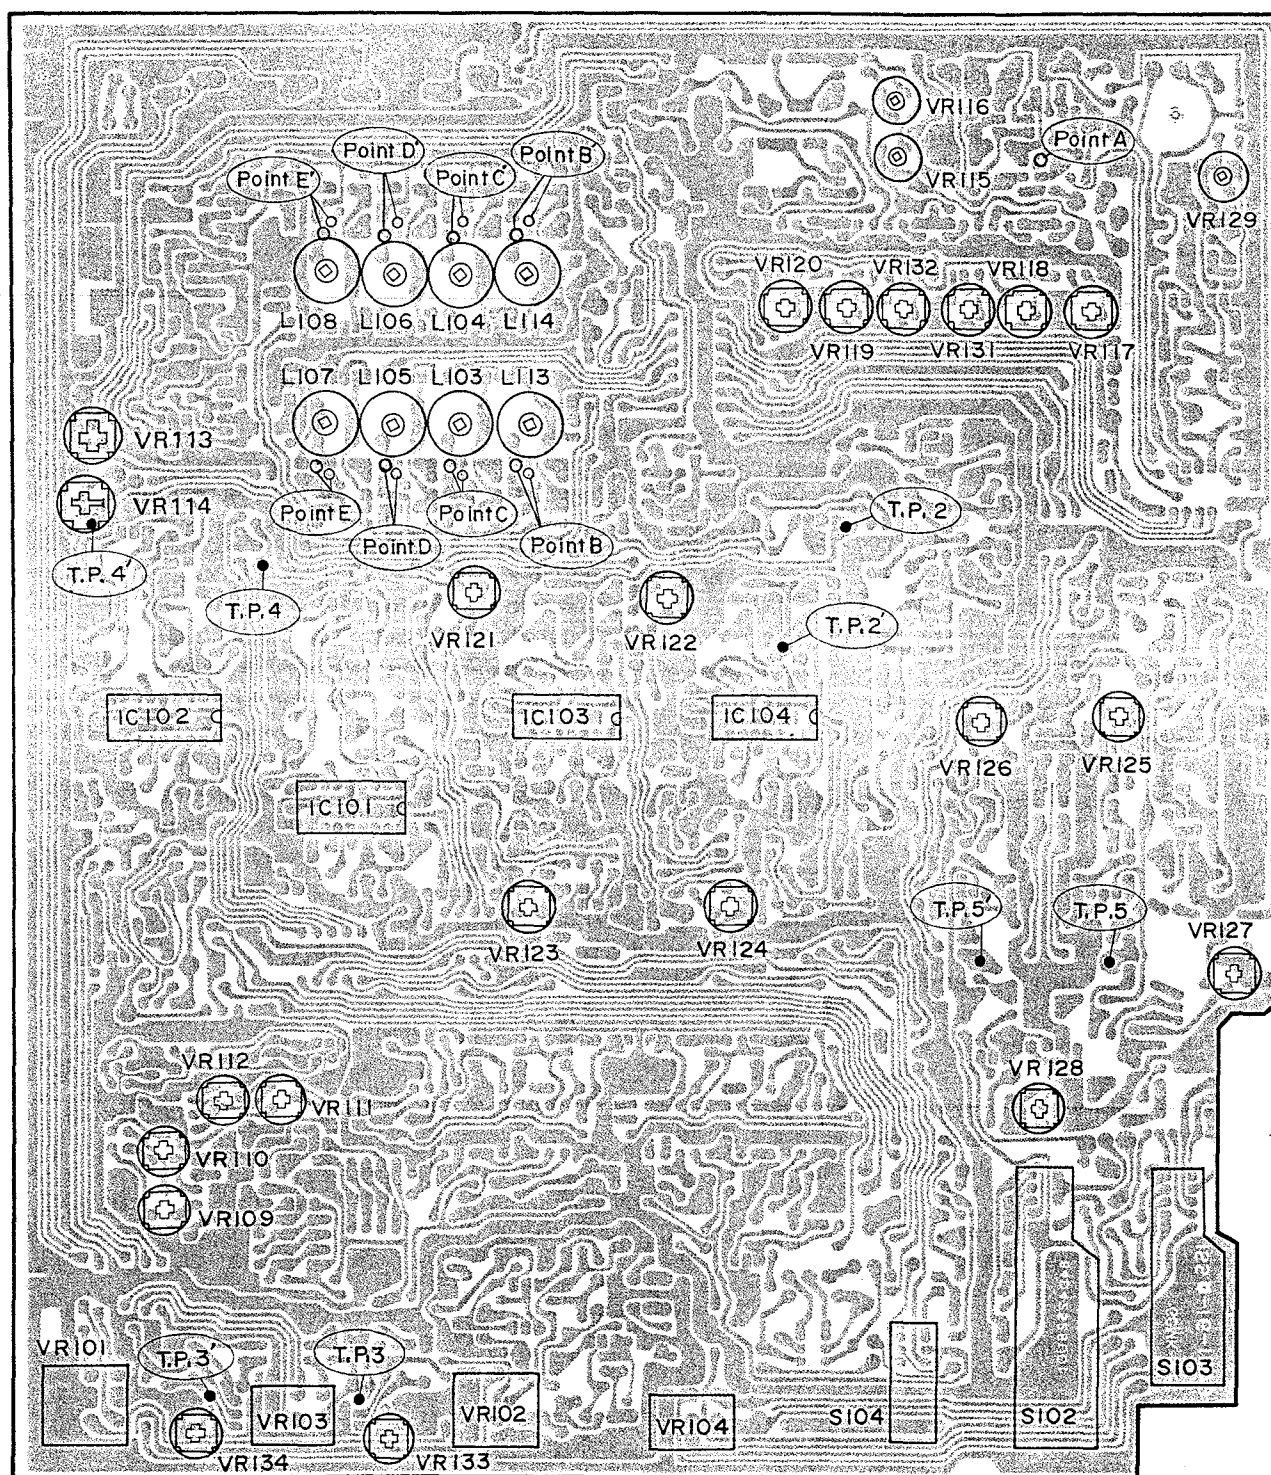 VR116
Point A
Point D'
Point B'
Point E'
Point C'
VR115
VR129
VR120
VR132
VR118
L108
L106
L104
L114
VR119
VR131
VR117
L107
L105
L103
L113
VR113
VR114
Point E
Point C
T.P.2
Point D
Point B
T.P.4'
T.P.4
VR121
VR122
T.P.2'
IC102
IC103
IC104
VR126
VR125
IC101
T.P.5'
T.P.5
VR127
VR123
VR124
VR112
VR111
VR128
VR110
VR109
VR101
T.P.3'
T.P.3
S103
VR103
VR102
VR104
S104
S102
VR134
VR133